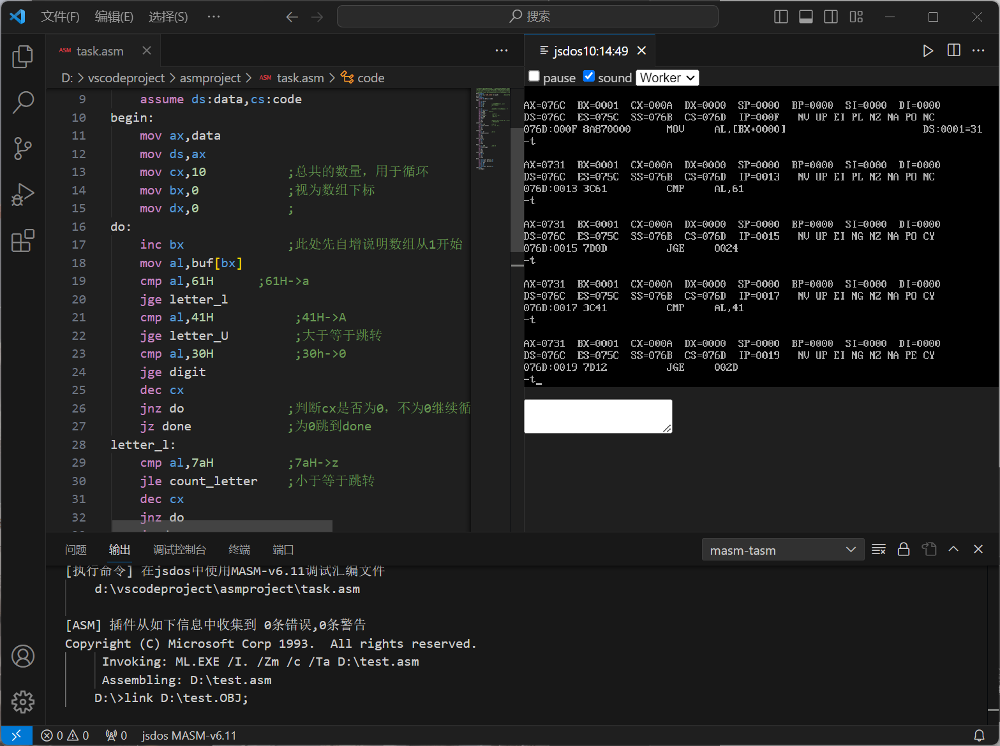 文件(F) 编辑(E) 选择(S) ··· 搜索
ASM task.asm
D: > vscodeproject > asmproject > ASM task.asm > code
9 assume ds:data,cs:code
10 begin:
11 mov ax,data
12 mov ds,ax
13 mov cx,10 ;总共的数量，用于循环
14 mov bx,0 ;视为数组下标
15 mov dx,0 ;
16 do:
17 inc bx ;此处先自增说明数组从1开始
18 mov al,buf[bx]
19 cmp al,61H ;61H->a
20 jge letter_l
21 cmp al,41H ;41H->A
22 jge letter_U ;大于等于跳转
23 cmp al,30H ;30h->0
24 jge digit
25 dec cx
26 jnz do ;判断cx是否为0，不为0继续循
27 jz done ;为0跳到done
28 letter_l:
29 cmp al,7aH ;7aH->z
30 jle count_letter ;小于等于跳转
31 dec cx
32 jnz do
jsdos10:14:49
pause sound Worker
AX=076C BX=0001 CX=000A DX=0000 SP=0000 BP=0000 SI=0000 DI=0000
DS=076C ES=075C SS=076B CS=076D IP=000F NV UP EI PL NZ NA PO NC
076D:000F 8A870000 MOV AL,[BX+0000] DS:0001=31
-t
AX=0731 BX=0001 CX=000A DX=0000 SP=0000 BP=0000 SI=0000 DI=0000
DS=076C ES=075C SS=076B CS=076D IP=0013 NV UP EI PL NZ NA PO NC
076D:0013 3C61 CMP AL,61
-t
AX=0731 BX=0001 CX=000A DX=0000 SP=0000 BP=0000 SI=0000 DI=0000
DS=076C ES=075C SS=076B CS=076D IP=0015 NV UP EI NG NZ NA PO CY
076D:0015 7D0D JGE 0024
-t
AX=0731 BX=0001 CX=000A DX=0000 SP=0000 BP=0000 SI=0000 DI=0000
DS=076C ES=075C SS=076B CS=076D IP=0017 NV UP EI NG NZ NA PO CY
076D:0017 3C41 CMP AL,41
-t
AX=0731 BX=0001 CX=000A DX=0000 SP=0000 BP=0000 SI=0000 DI=0000
DS=076C ES=075C SS=076B CS=076D IP=0019 NV UP EI NG NZ NA PE CY
076D:0019 7D12 JGE 002D
-t_
问题 输出 调试控制台 终端 端口 masm-tasm
[执行命令] 在jsdos中使用MASM-v6.11调试汇编文件
d:\vscodeproject\asmproject\task.asm
[ASM] 插件从如下信息中收集到 0条错误,0条警告
Copyright (C) Microsoft Corp 1993. All rights reserved.
Invoking: ML.EXE /I. /Zm /c /Ta D:\test.asm
Assembling: D:\test.asm
D:\>link D:\test.OBJ;
0 0 0 jsdos MASM-v6.11